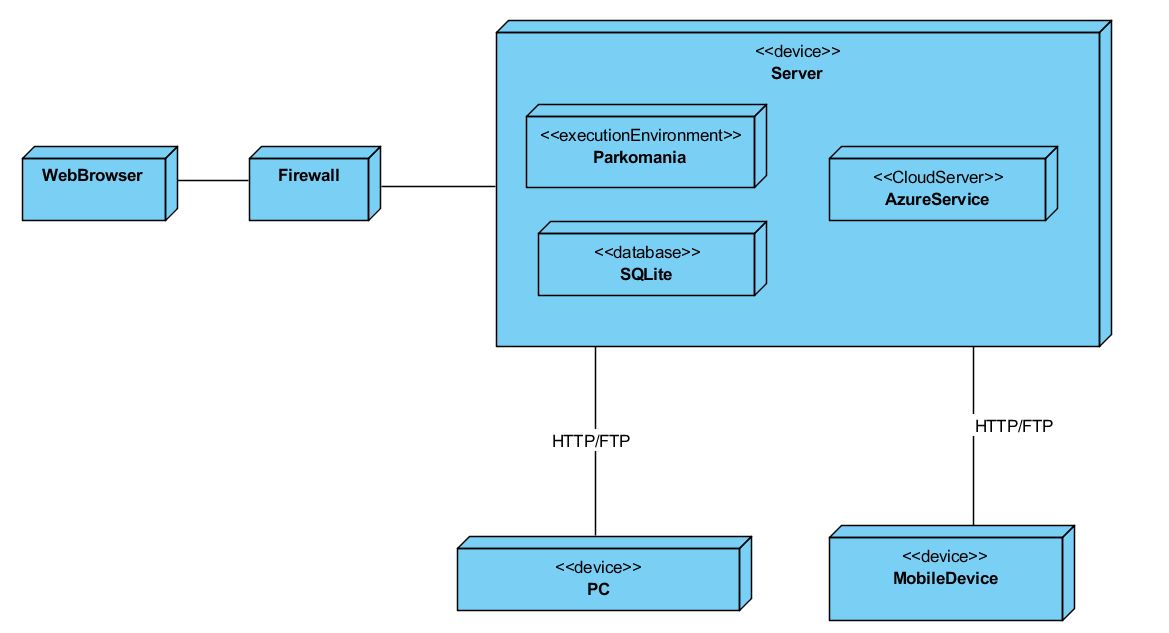 <<device>>
Server
<<executionEnvironment>>
Parkomania
WebBrowser
Firewall
<<CloudServer>>
AzureService
<<database>>
SQLite
HTTP/FTP
HTTP/FTP
<<device>>
PC
<<device>>
MobileDevice